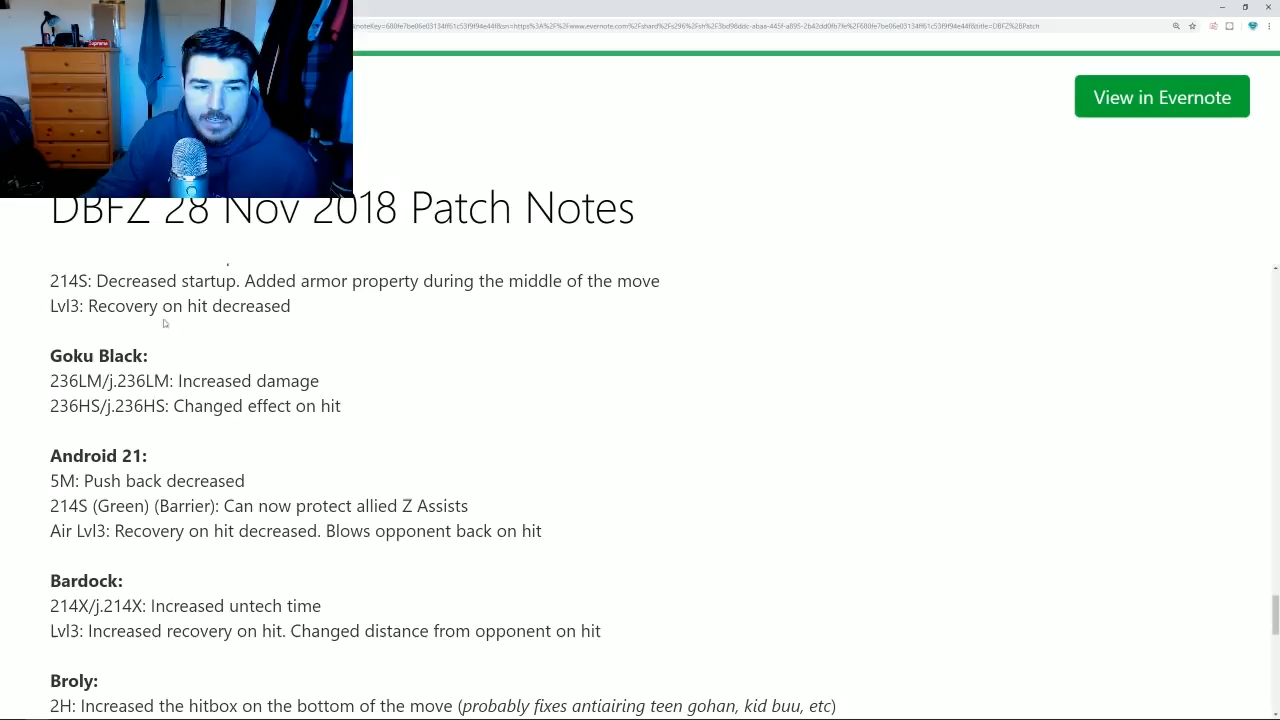 View in Evernote
DBFZ 28 Nov 2018 Patch Notes
214S: Decreased startup. Added armor property during the middle of the move
Lvl3: Recovery on hit decreased
Goku Black:
236LM/j.236LM: Increased damage
236HS/j.236HS: Changed effect on hit
Android 21:
5M: Push back decreased
214S (Green) (Barrier): Can now protect allied Z Assists
Air Lvl3: Recovery on hit decreased. Blows opponent back on hit
Bardock:
214X/j.214X: Increased untech time
Lvl3: Increased recovery on hit. Changed distance from opponent on hit
Broly:
2H: Increased the hitbox on the bottom of the move (probably fixes antiairing teen gohan, kid buu, etc)